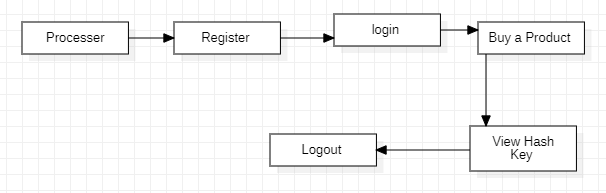 Processer
Register
login
Buy a Product
View Hash
Key
Logout